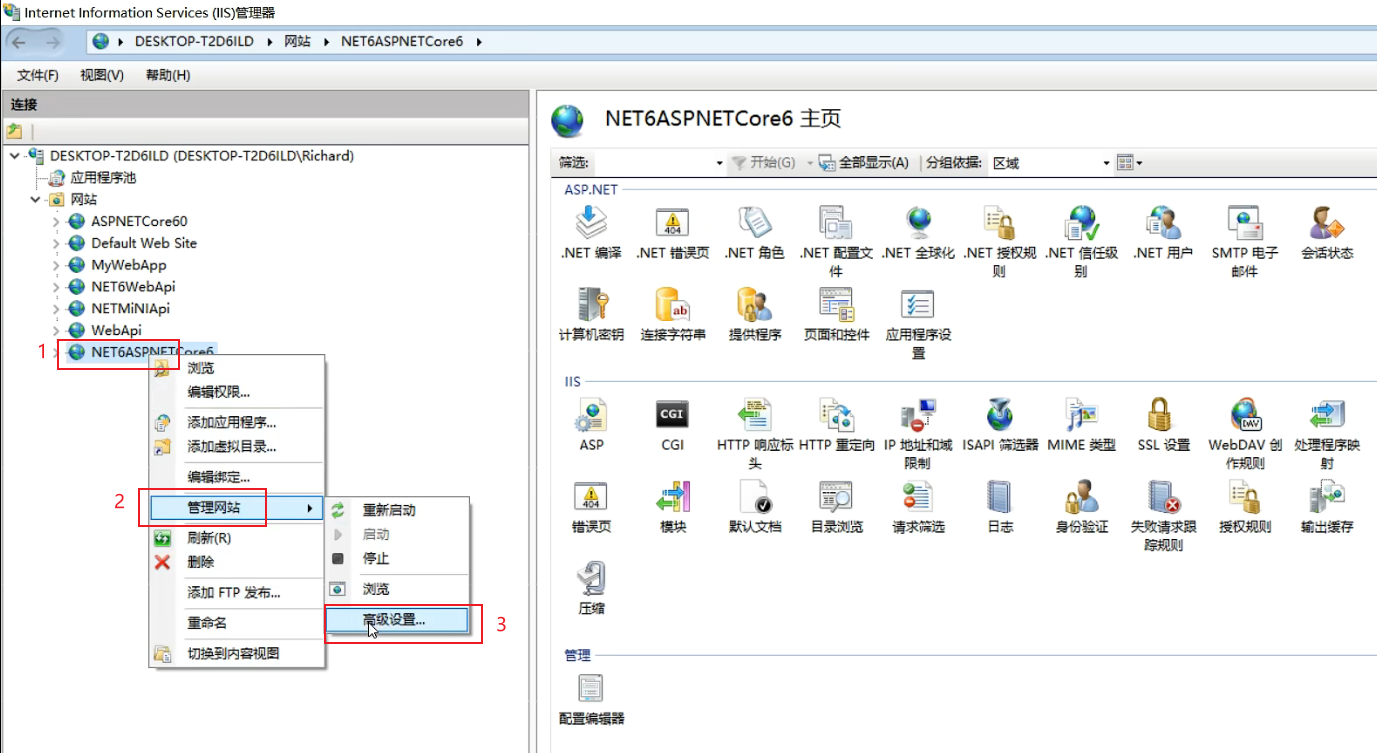 Internet Information Services (IIS)管理器
DESKTOP-T2D6ILD 网站 NET6ASPNETCore6
文件(F) 视图(V) 帮助(H)
连接
DESKTOP-T2D6ILD (DESKTOP-T2D6ILD\Richard)
应用程序池
网站
ASPNETCore60
Default Web Site
MyWebApp
NET6WebApi
NETMiNIApi
WebApi
1
NET6ASPNETCore6
浏览
编辑权限...
添加应用程序...
添加虚拟目录...
编辑绑定...
2
管理网站
刷新(R)
删除
添加 FTP 发布...
重命名
切换到内容视图
重新启动
启动
停止
浏览
高级设置...
3
NET6ASPNETCore6 主页
筛选: 开始(G) 全部显示(A) 分组依据: 区域
ASP.NET
.NET 编译
.NET 错误页
.NET 角色
.NET 配置文
件
.NET 全球化
.NET 授权规
则
.NET 信任级
别
.NET 用户
SMTP 电子
邮件
会话状态
计算机密钥
连接字符串
提供程序
页面和控件
应用程序设
置
IIS
ASP
CGI
CGI
HTTP 响应标
头
HTTP 重定向
IP 地址和域
限制
ISAPI 筛选器
MIME 类型
SSL 设置
WebDAV 创
作规则
处理程序映
射
错误页
模块
默认文档
目录浏览
请求筛选
日志
身份验证
失败请求跟
踪规则
授权规则
输出缓存
压缩
管理
配置编辑器
404
ab
404
DAV